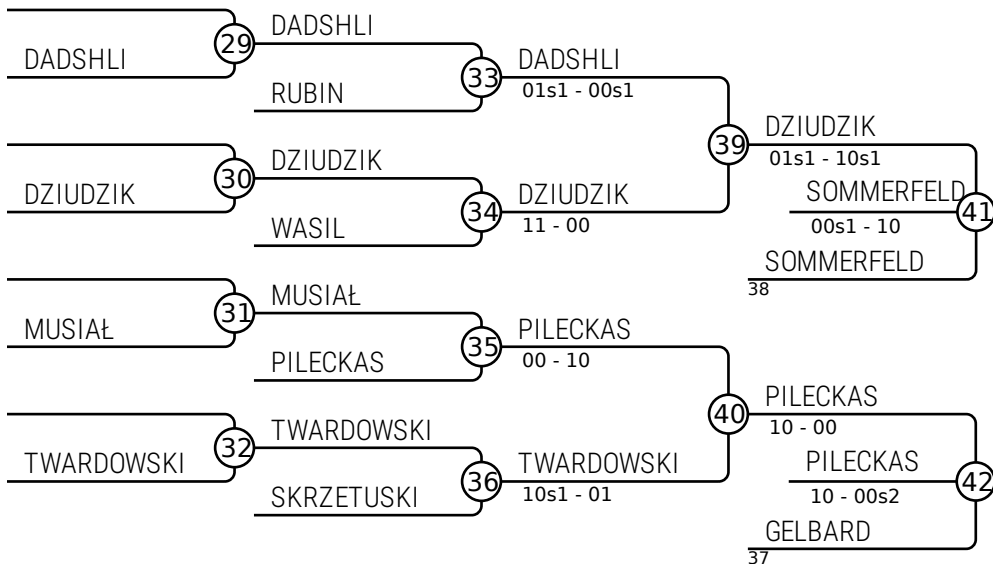 DADSHLI
29
DADSHLI
RUBIN
33
DADSHLI
01s1 - 00s1
DZIUDZIK
30
DZIUDZIK
WASIL
34
DZIUDZIK
11 - 00
39
DZIUDZIK
01s1 - 10s1
SOMMERFELD
00s1 - 10
41
SOMMERFELD
38
MUSIAŁ
31
MUSIAŁ
PILECKAS
35
PILECKAS
00 - 10
TWARDOWSKI
32
TWARDOWSKI
SKRZETUSKI
36
TWARDOWSKI
10s1 - 01
40
PILECKAS
10 - 00
PILECKAS
10 - 00s2
42
GELBARD
37